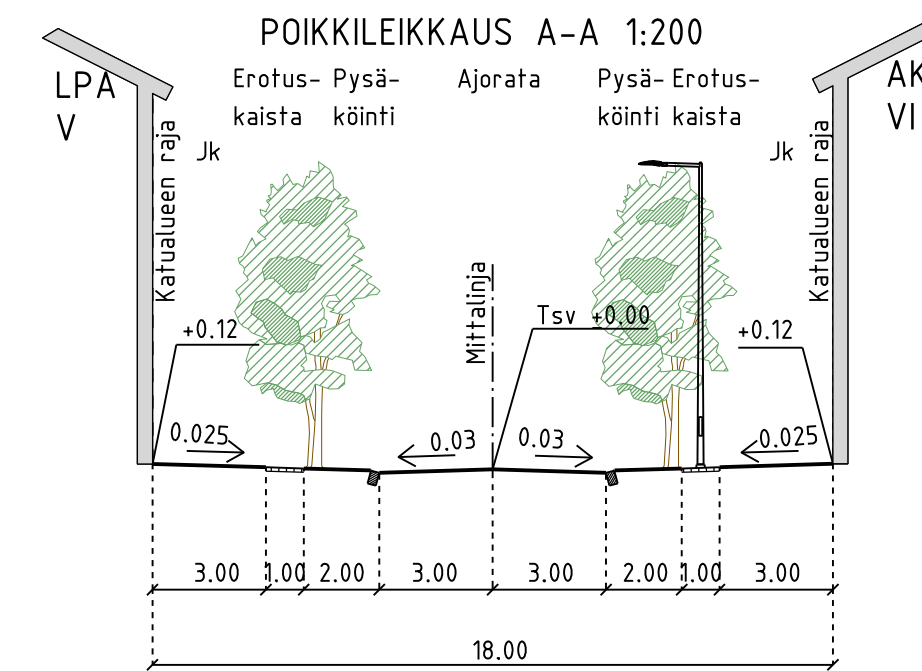 POIKKILEIKKAUS A-A 1:200
LPA
V
Erotus-
kaista
Pysä-
köinti
Ajorata
Pysä-
köinti
Erotus-
kaista
AK
VI
Katualueen raja
Jk
Jk
Katualueen raja
Mittalinja
+0.12
Tsv +0.00
+0.12
0.025
0.03
0.03
0.025
3.00 1.00 2.00 3.00 3.00 2.00 1.00 3.00
18.00